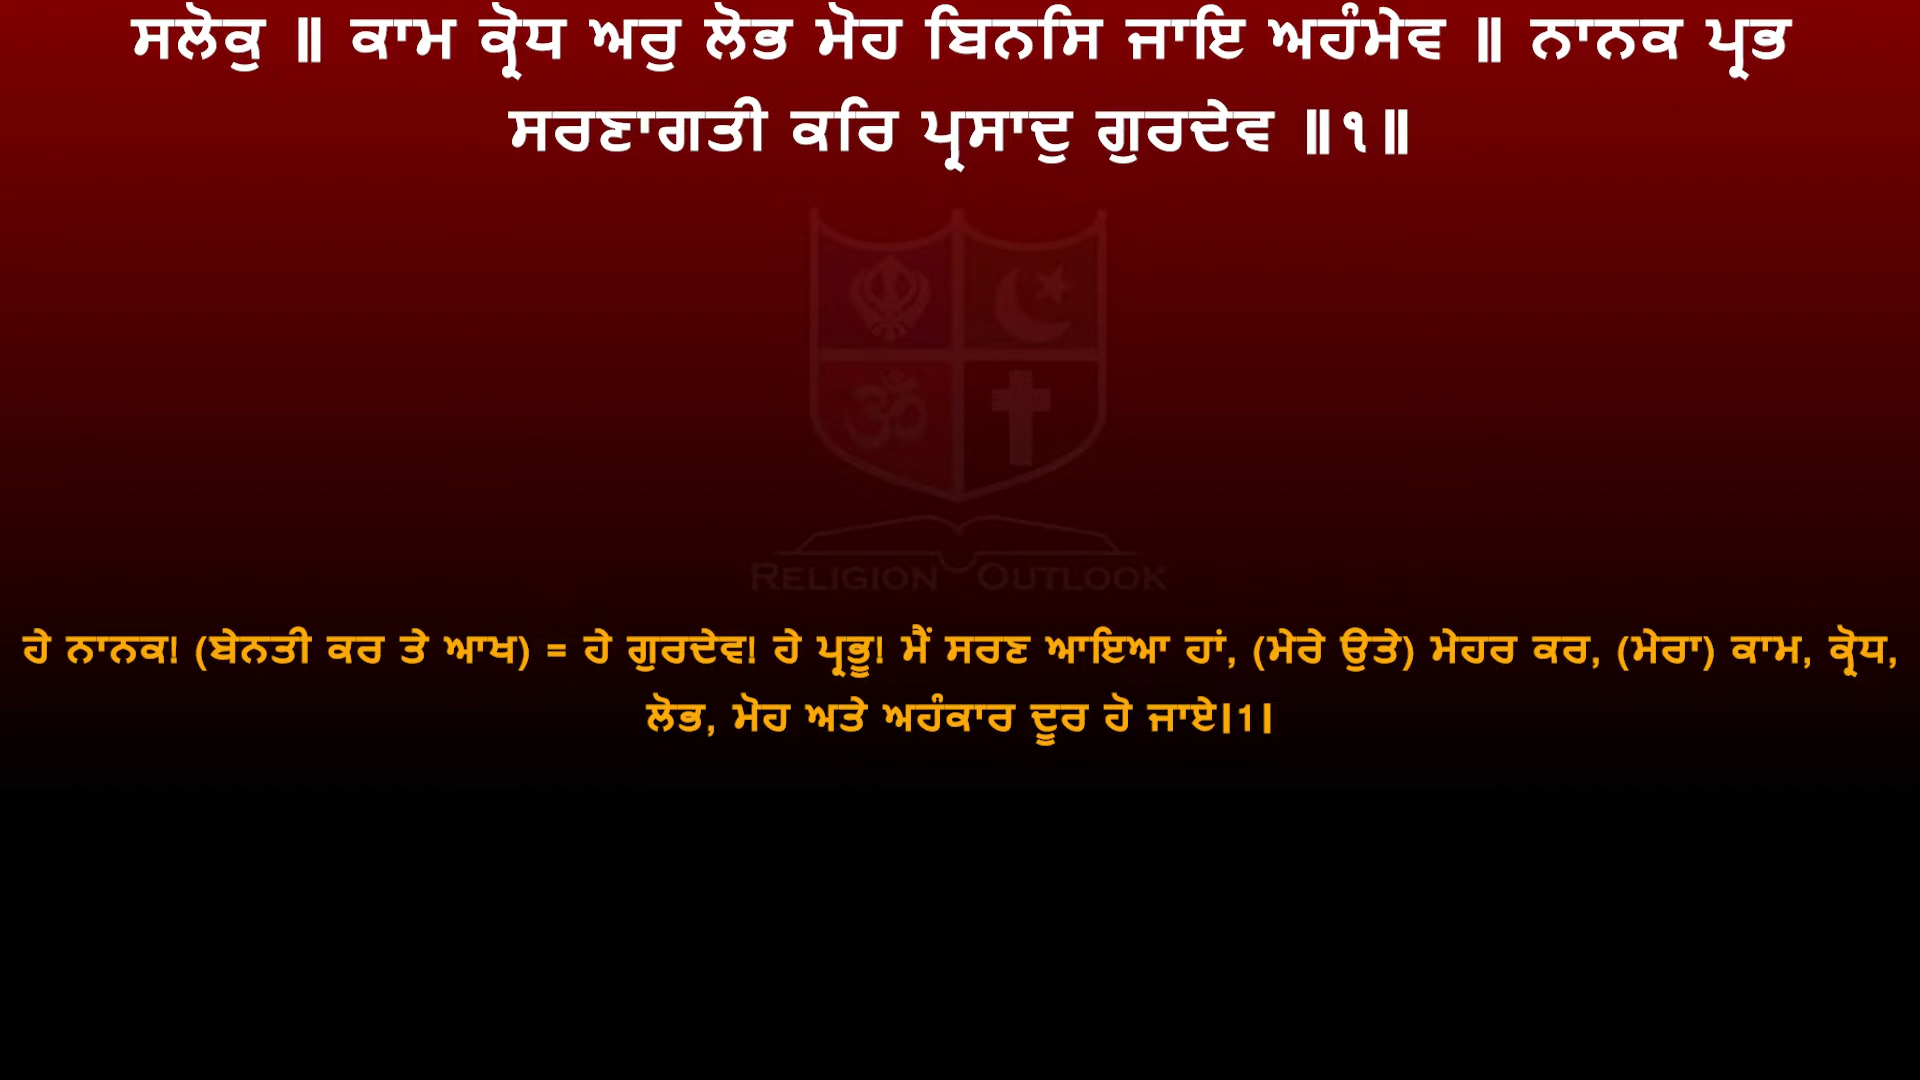 ਸਲੋਕੁ ॥ ਕਾਮ ਕ੍ਰੋਧ ਅਰੁ ਲੋਭ ਮੋਹ ਬਿਨਸਿ ਜਾਇ ਅਹੰਮੇਵ ॥ ਨਾਨਕ ਪ੍ਰਭ
ਸਰਣਾਗਤੀ ਕਰਿ ਪ੍ਰਸਾਦੁ ਗੁਰਦੇਵ ॥੧॥
RELIGION OUTLOOK
ਹੇ ਨਾਨਕ! (ਬੇਨਤੀ ਕਰ ਤੇ ਆਖ) = ਹੇ ਗੁਰਦੇਵ! ਹੇ ਪ੍ਰਭੂ! ਮੈਂ ਸਰਣ ਆਇਆ ਹਾਂ, (ਮੇਰੇ ਉਤੇ) ਮੇਹਰ ਕਰ, (ਮੇਰਾ) ਕਾਮ, ਕ੍ਰੋਧ,
ਲੋਭ, ਮੋਹ ਅਤੇ ਅਹੰਕਾਰ ਦੂਰ ਹੋ ਜਾਏ।1।